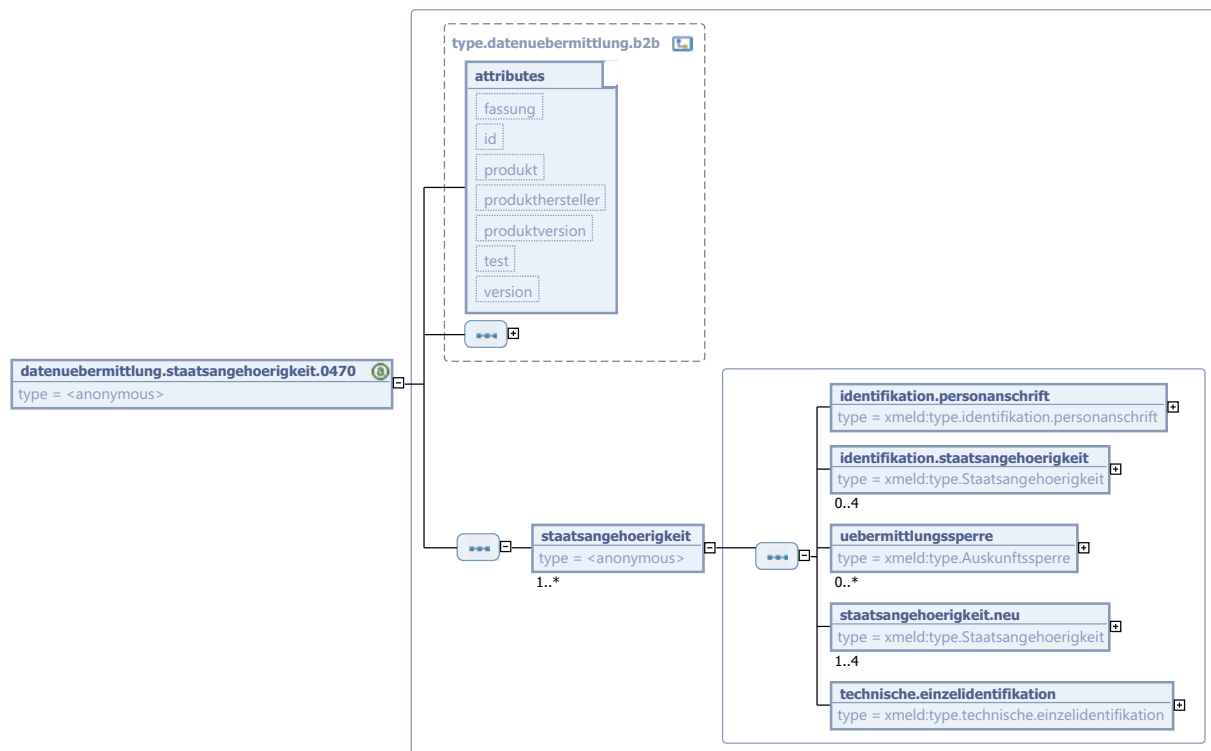 type.datenuebermittlung.b2b
attributes
fassung
id
produkt
produkthersteller
produktversion
test
version
datenuebermittlung.staatsangehoerigkeit.0470
type = <anonymous>
staatsangehoerigkeit
type = <anonymous>
1..*
identifikation.personanschrift
type = xmeld:type.identifikation.personanschrift
identifikation.staatsangehoerigkeit
type = xmeld:type.Staatsangehoerigkeit
0..4
uebermittlungssperre
type = xmeld:type.Auskunftssperre
0..*
staatsangehoerigkeit.neu
type = xmeld:type.Staatsangehoerigkeit
1..4
technische.einzelidentifikation
type = xmeld:type.technische.einzelidentifikation